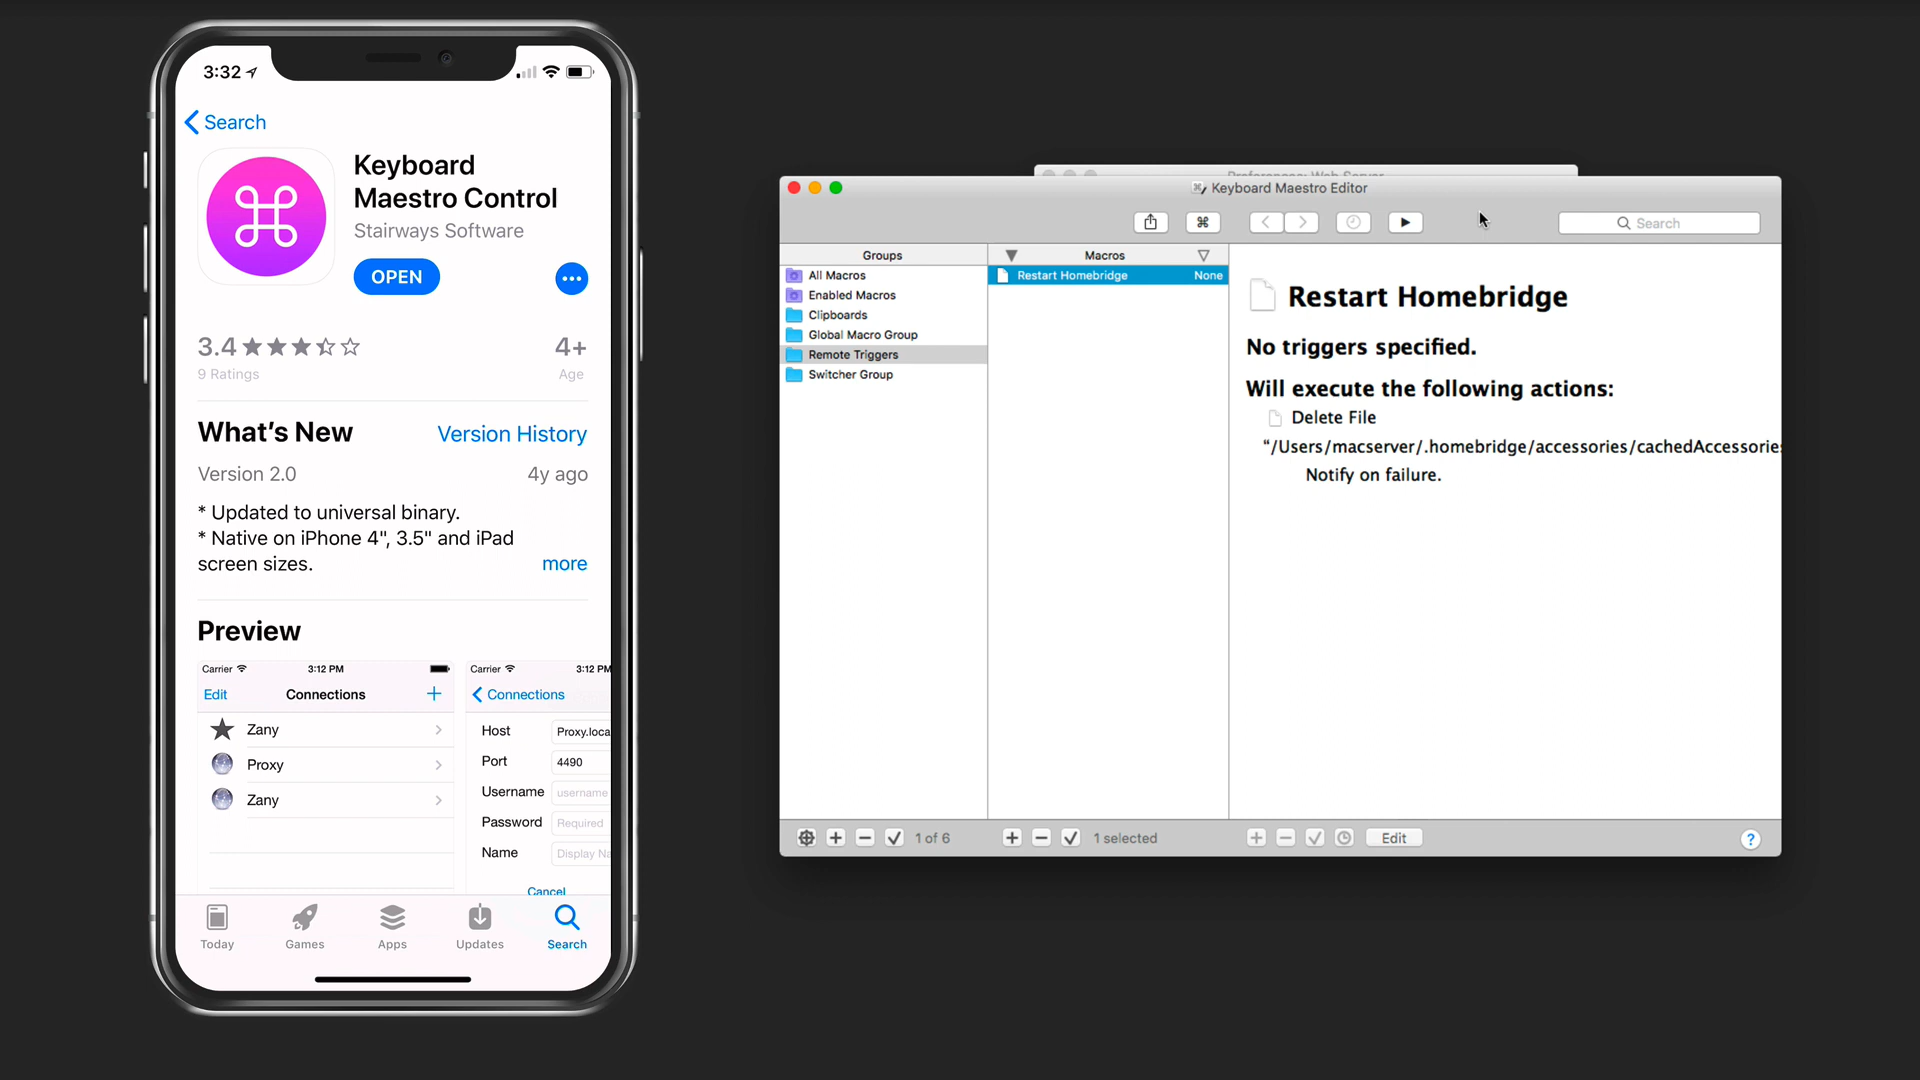 3:32
Search
Keyboard
Maestro Control
Stairways Software
OPEN
3.4
4+
9 Ratings
Age
What's New
Version History
Version 2.0
4y ago
* Updated to universal binary.
* Native on iPhone 4", 3.5" and iPad
screen sizes.
more
Preview
Carrier
3:12 PM
Edit
Connections
Zany
Proxy
Zany
Carrier
3:12 PM
Connections
Host
Proxy.loca
Port
4490
Username
username
Password
Required
Name
Display Na
Cancel
Today
Games
Apps
Updates
Search
Preferences: Web Server
Keyboard Maestro Editor
Search
Groups
Macros
All Macros
Enabled Macros
Clipboards
Global Macro Group
Remote Triggers
Switcher Group
Restart Homebridge
None
Restart Homebridge
No triggers specified.
Will execute the following actions:
Delete File
"/Users/macserver/.homebridge/accessories/cachedAccessories
Notify on failure.
1 of 6
1 selected
Edit
?